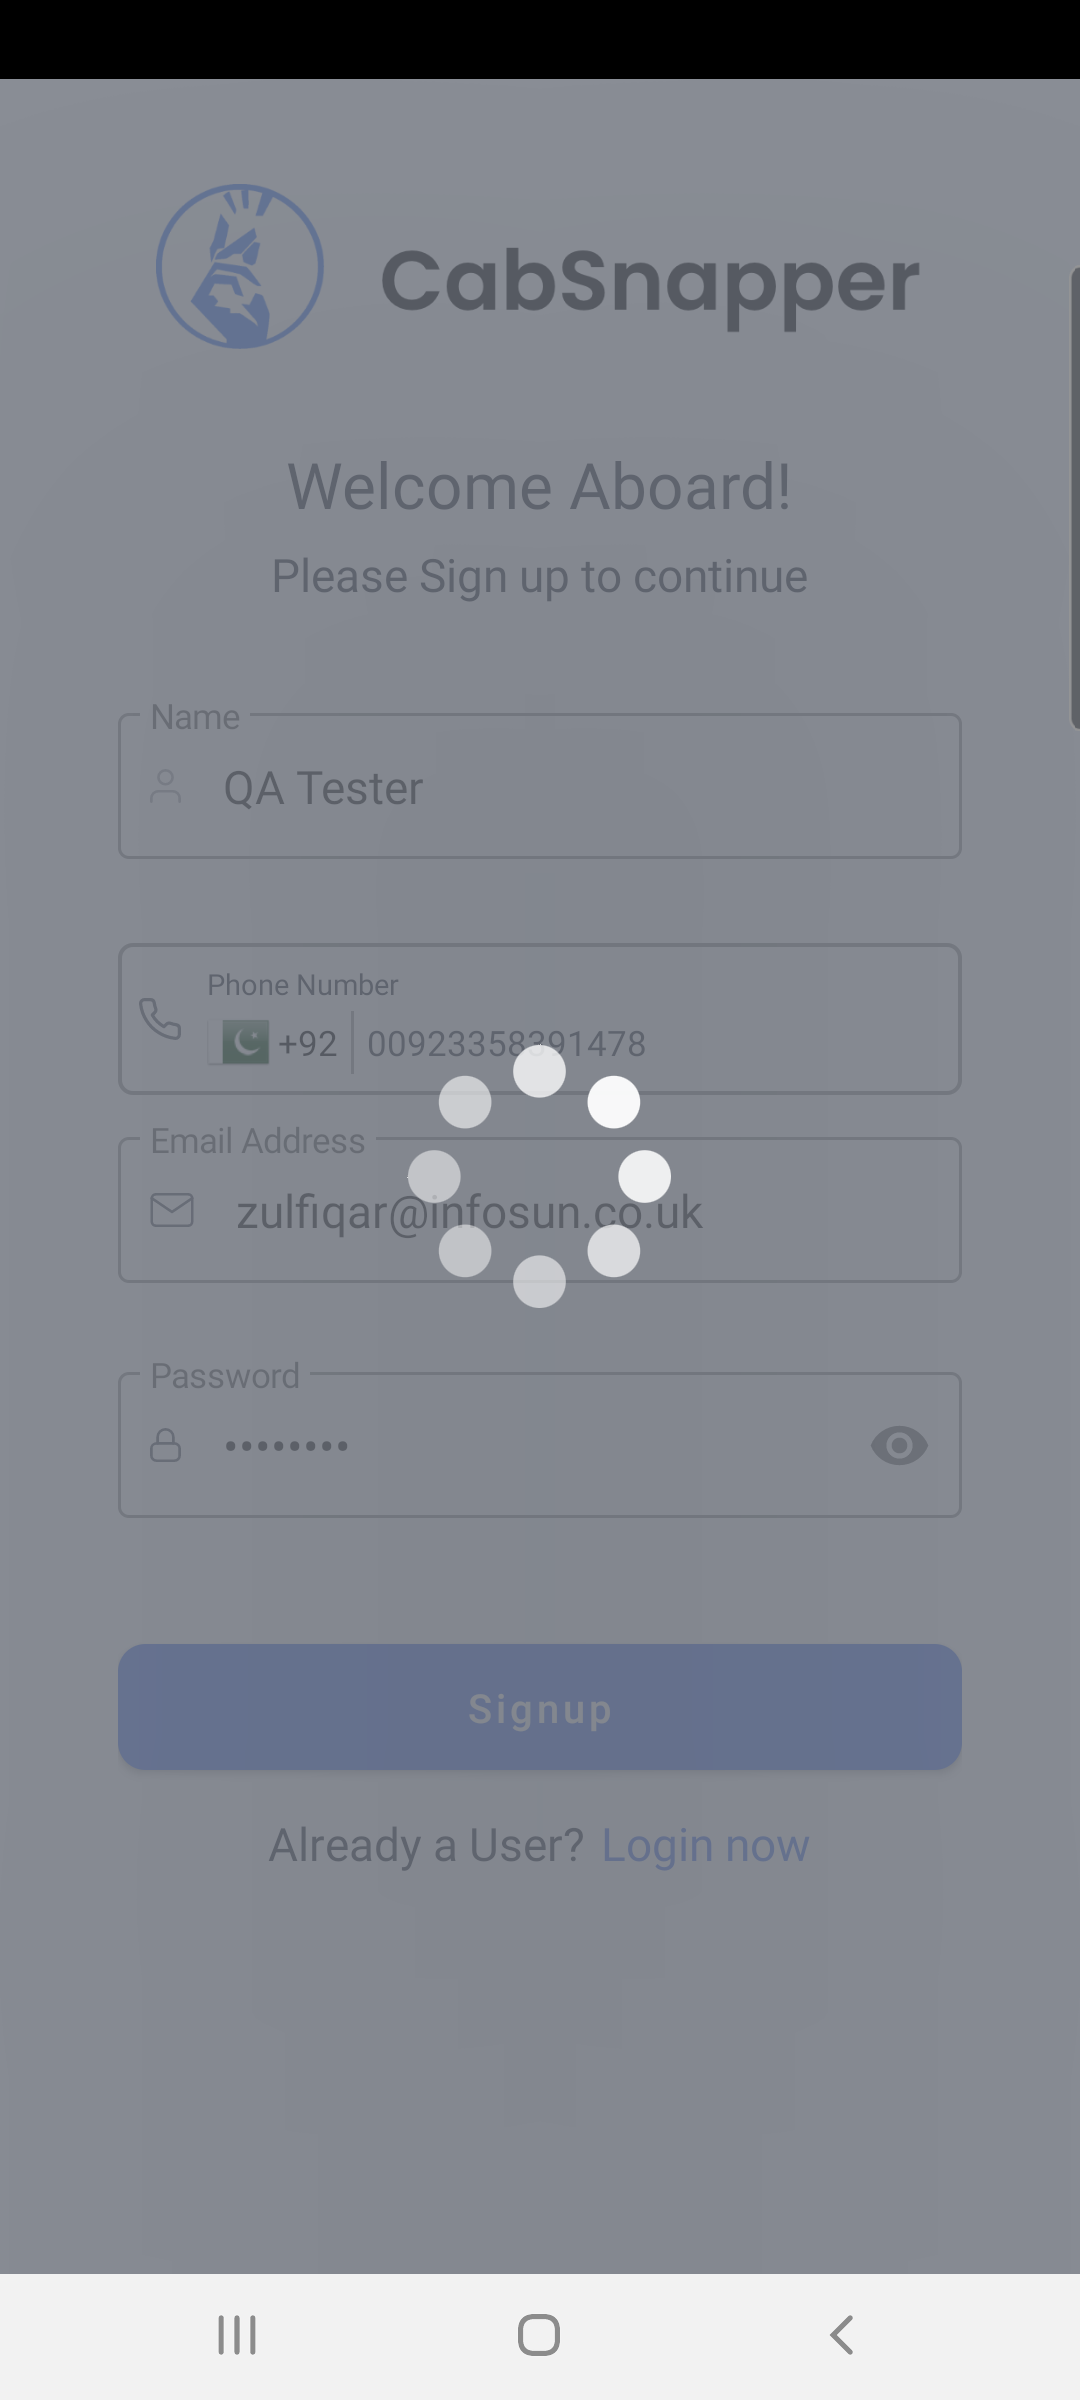 CabSnapper
Welcome Aboard!
Please Sign up to continue
Name
QA Tester
Phone Number
+92 00923358391478
Email Address
zulfiqar@infosun.co.uk
Password
Signup
Already a User? Login now